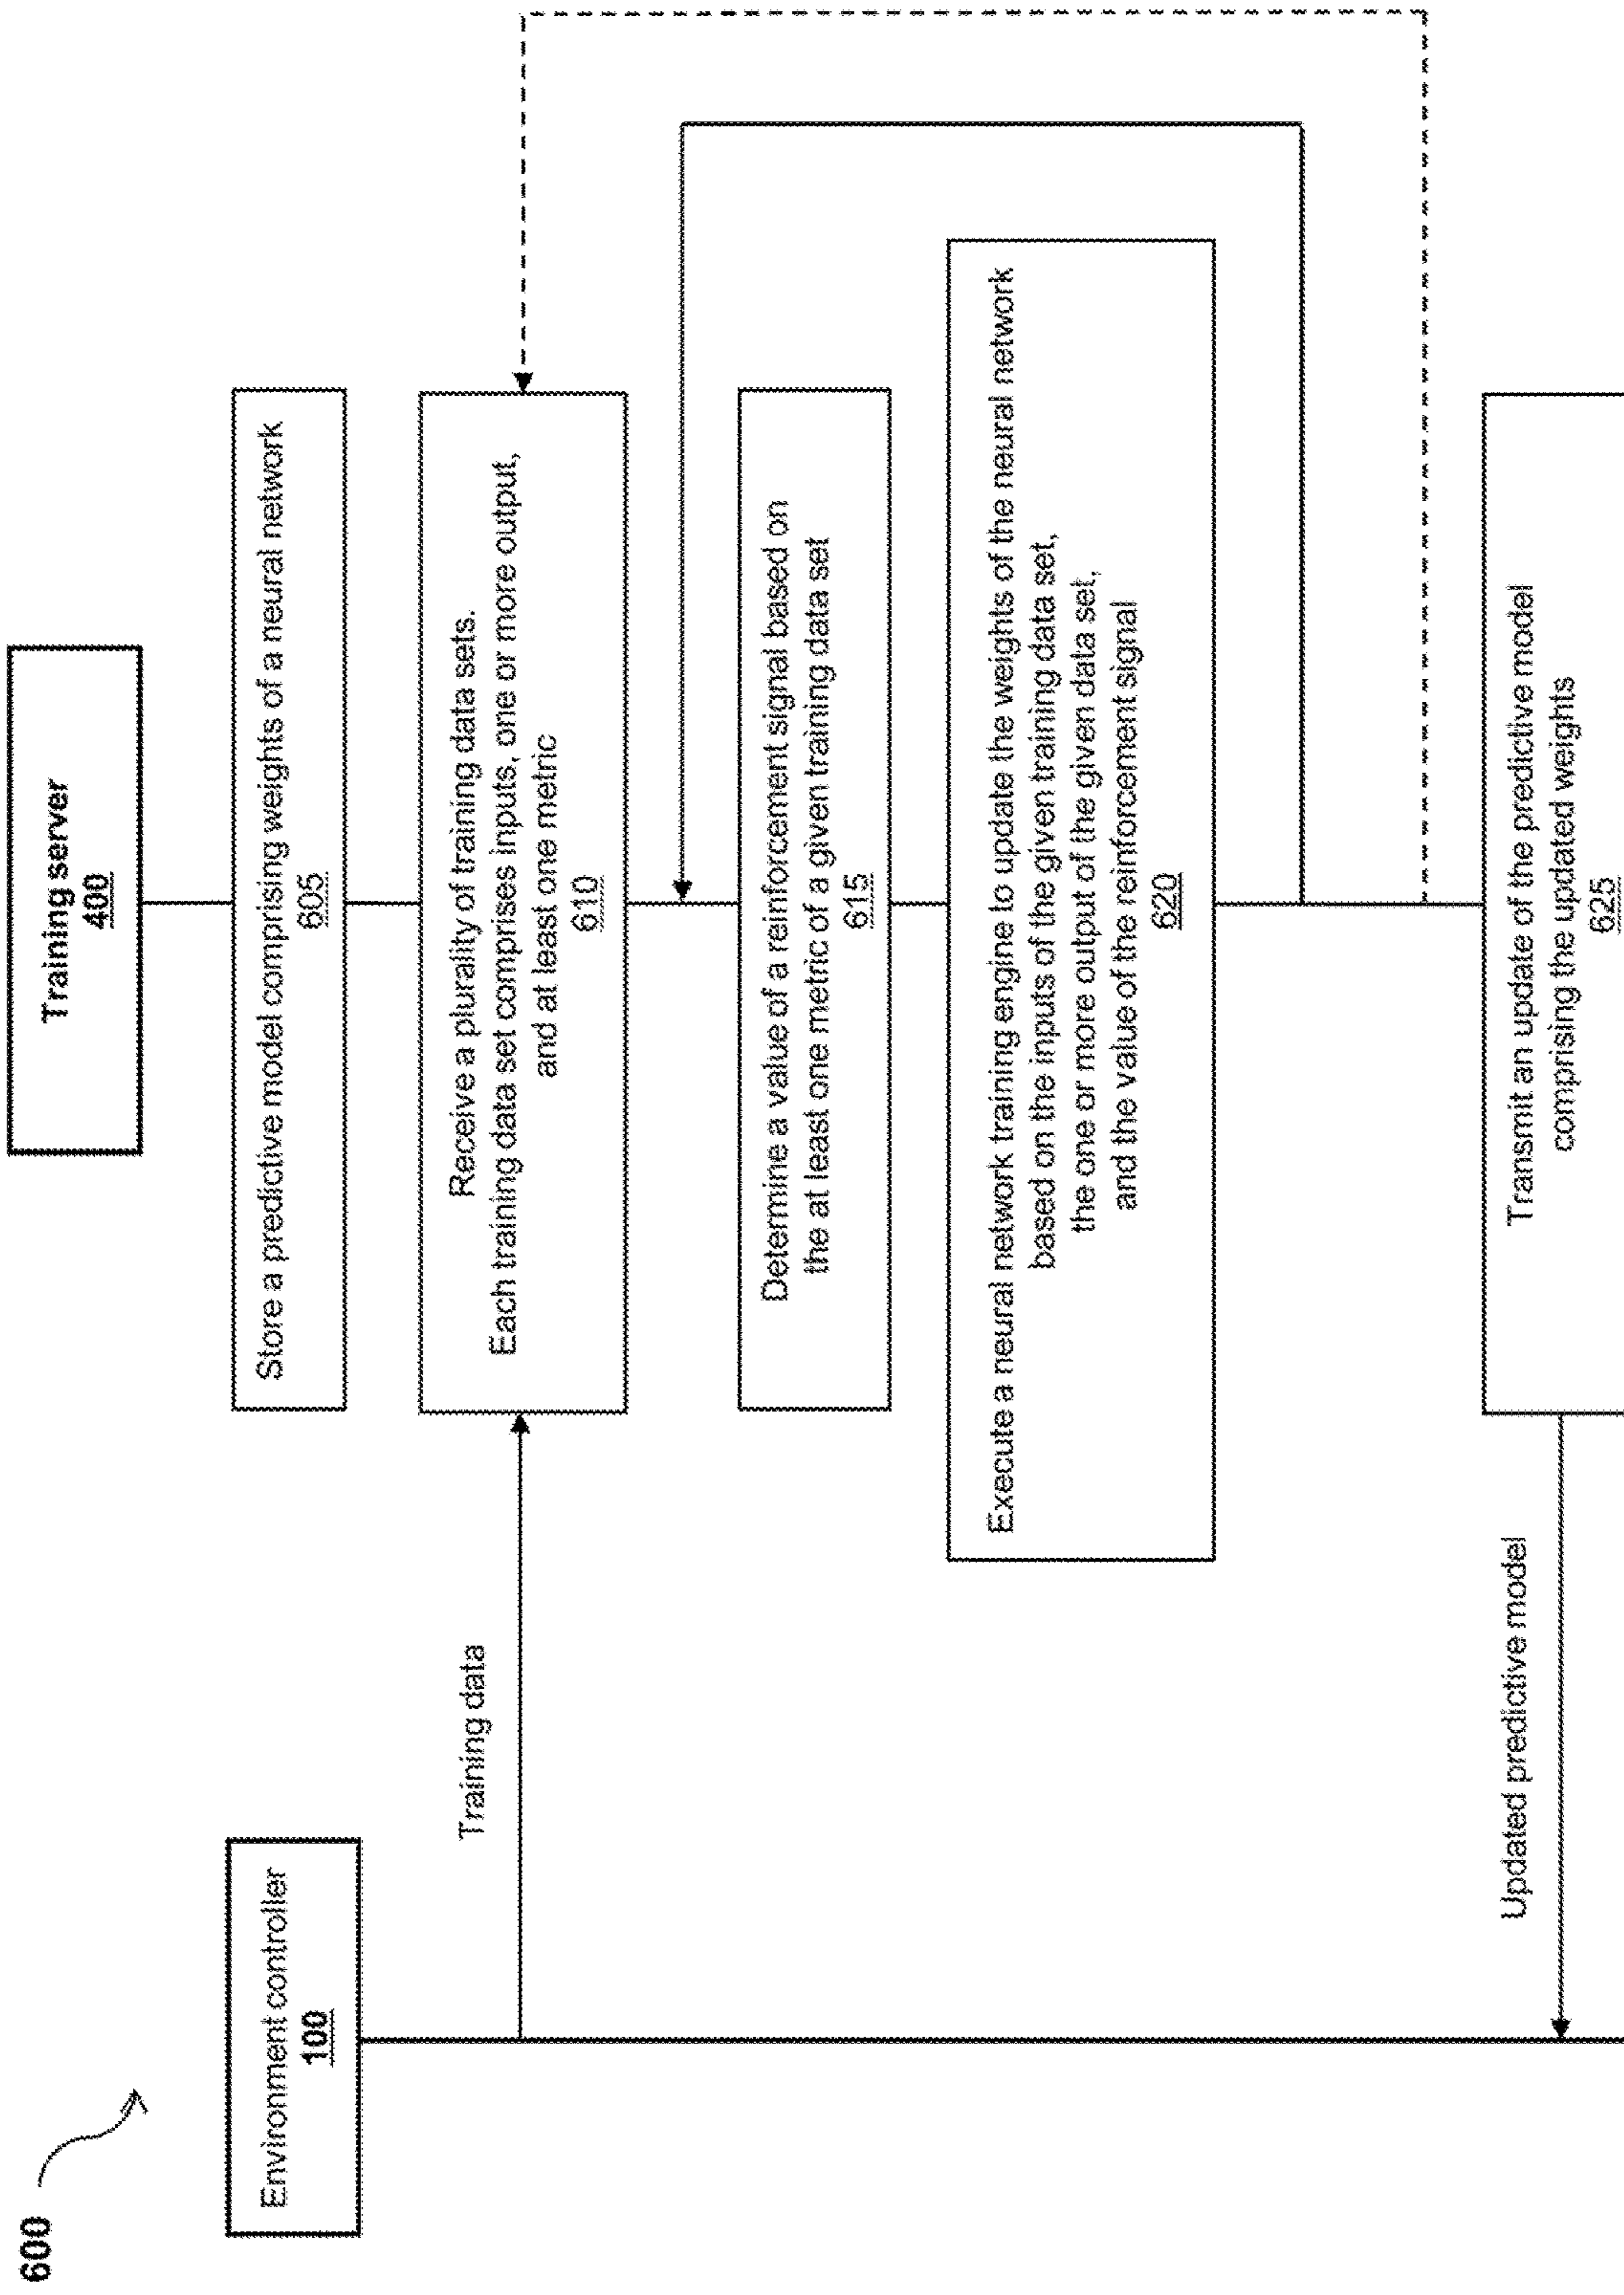 600
Training server
400
Environment controller
100
Store a predictive model comprising weights of a neural network
605
Training data
Receive a plurality of training data sets.
Each training data set comprises inputs, one or more output,
and at least one metric
610
Determine a value of a reinforcement signal based on
the at least one metric of a given training data set
615
Execute a neural network training engine to update the weights of the neural network
based on the inputs of the given training data set,
the one or more output of the given data set,
and the value of the reinforcement signal
620
Updated predictive model
Transmit an update of the predictive model
comprising the updated weights
625